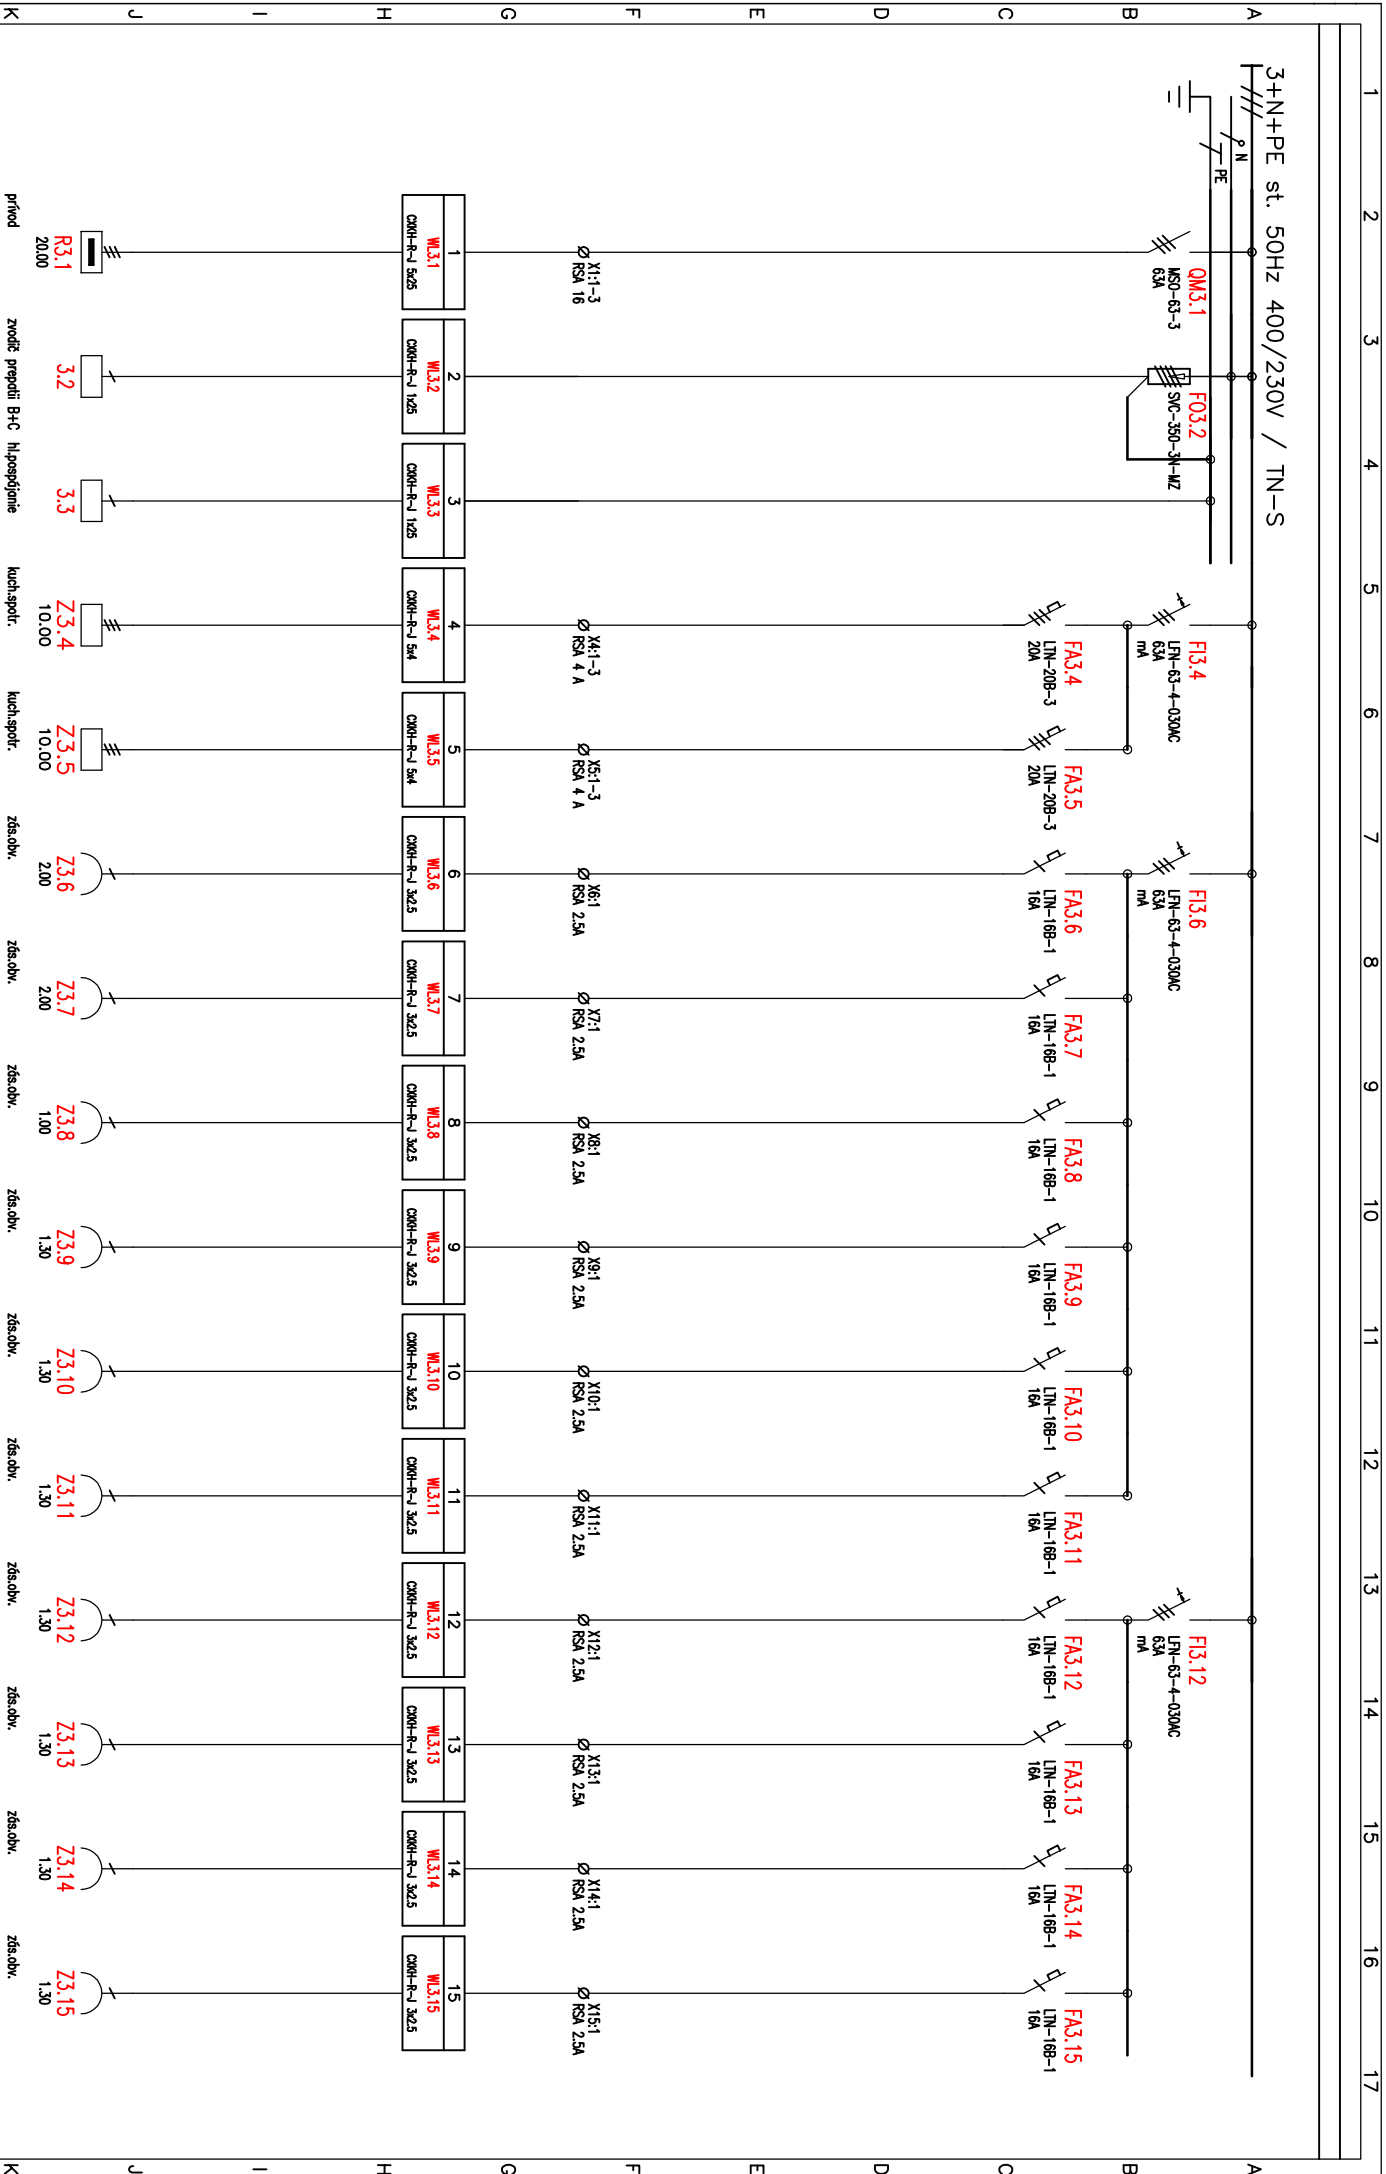 1 2 3 4 5 6 7 8 9 10 11 12 13 14 15 16 17
A
B
C
D
E
F
G
H
I
J
K
3+N+PE st. 50Hz 400/230V / TN-S
N
PE
QM3.1
MSO-63-3
63A
FO3.2
SVC-350-3N-MZ
FI3.4
LFN-63-4-030AC
63A
mA
FI3.6
LFN-63-4-030AC
63A
mA
FI3.12
LFN-63-4-030AC
63A
mA
FA3.4
LTN-20B-3
20A
FA3.5
LTN-20B-3
20A
FA3.6
LTN-16B-1
16A
FA3.7
LTN-16B-1
16A
FA3.8
LTN-16B-1
16A
FA3.9
LTN-16B-1
16A
FA3.10
LTN-16B-1
16A
FA3.11
LTN-16B-1
16A
FA3.12
LTN-16B-1
16A
FA3.13
LTN-16B-1
16A
FA3.14
LTN-16B-1
16A
FA3.15
LTN-16B-1
16A
X1:1-3
RSA 16
X4:1-3
RSA 4 A
X5:1-3
RSA 4 A
X6:1
RSA 2.5A
X7:1
RSA 2.5A
X8:1
RSA 2.5A
X9:1
RSA 2.5A
X10:1
RSA 2.5A
X11:1
RSA 2.5A
X12:1
RSA 2.5A
X13:1
RSA 2.5A
X14:1
RSA 2.5A
X15:1
RSA 2.5A
1
WL3.1
CXKH-R-J 5x25
2
WL3.2
CXKH-R-J 1x25
3
WL3.3
CXKH-R-J 1x25
4
WL3.4
CXKH-R-J 5x4
5
WL3.5
CXKH-R-J 5x4
6
WL3.6
CXKH-R-J 3x2.5
7
WL3.7
CXKH-R-J 3x2.5
8
WL3.8
CXKH-R-J 3x2.5
9
WL3.9
CXKH-R-J 3x2.5
10
WL3.10
CXKH-R-J 3x2.5
11
WL3.11
CXKH-R-J 3x2.5
12
WL3.12
CXKH-R-J 3x2.5
13
WL3.13
CXKH-R-J 3x2.5
14
WL3.14
CXKH-R-J 3x2.5
15
WL3.15
CXKH-R-J 3x2.5
R3.1
20.00
prívod
3.2
zvodič prepätí B+C
3.3
hl.pospájanie
Z3.4
10.00
kuch.spotr.
Z3.5
10.00
kuch.spotr.
Z3.6
2.00
zás.obv.
Z3.7
2.00
zás.obv.
Z3.8
1.00
zás.obv.
Z3.9
1.30
zás.obv.
Z3.10
1.30
zás.obv.
Z3.11
1.30
zás.obv.
Z3.12
1.30
zás.obv.
Z3.13
1.30
zás.obv.
Z3.14
1.30
zás.obv.
Z3.15
1.30
zás.obv.
A
B
C
D
E
F
G
H
I
J
K